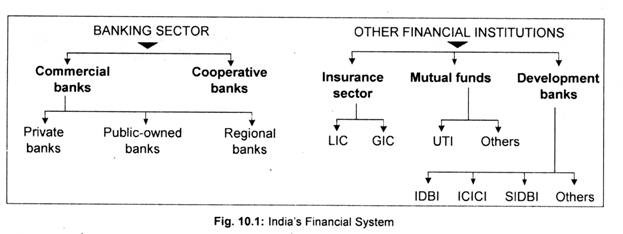 BANKING SECTOR
OTHER FINANCIAL INSTITUTIONS
Commercial
banks
Cooperative
banks
Insurance
sector
Mutual funds
Development
banks
Private
banks
Public-owned
banks
Regional
banks
LIC
GIC
UTI
Others
IDBI
ICICI
SIDBI
Others
Fig. 10.1: India's Financial System